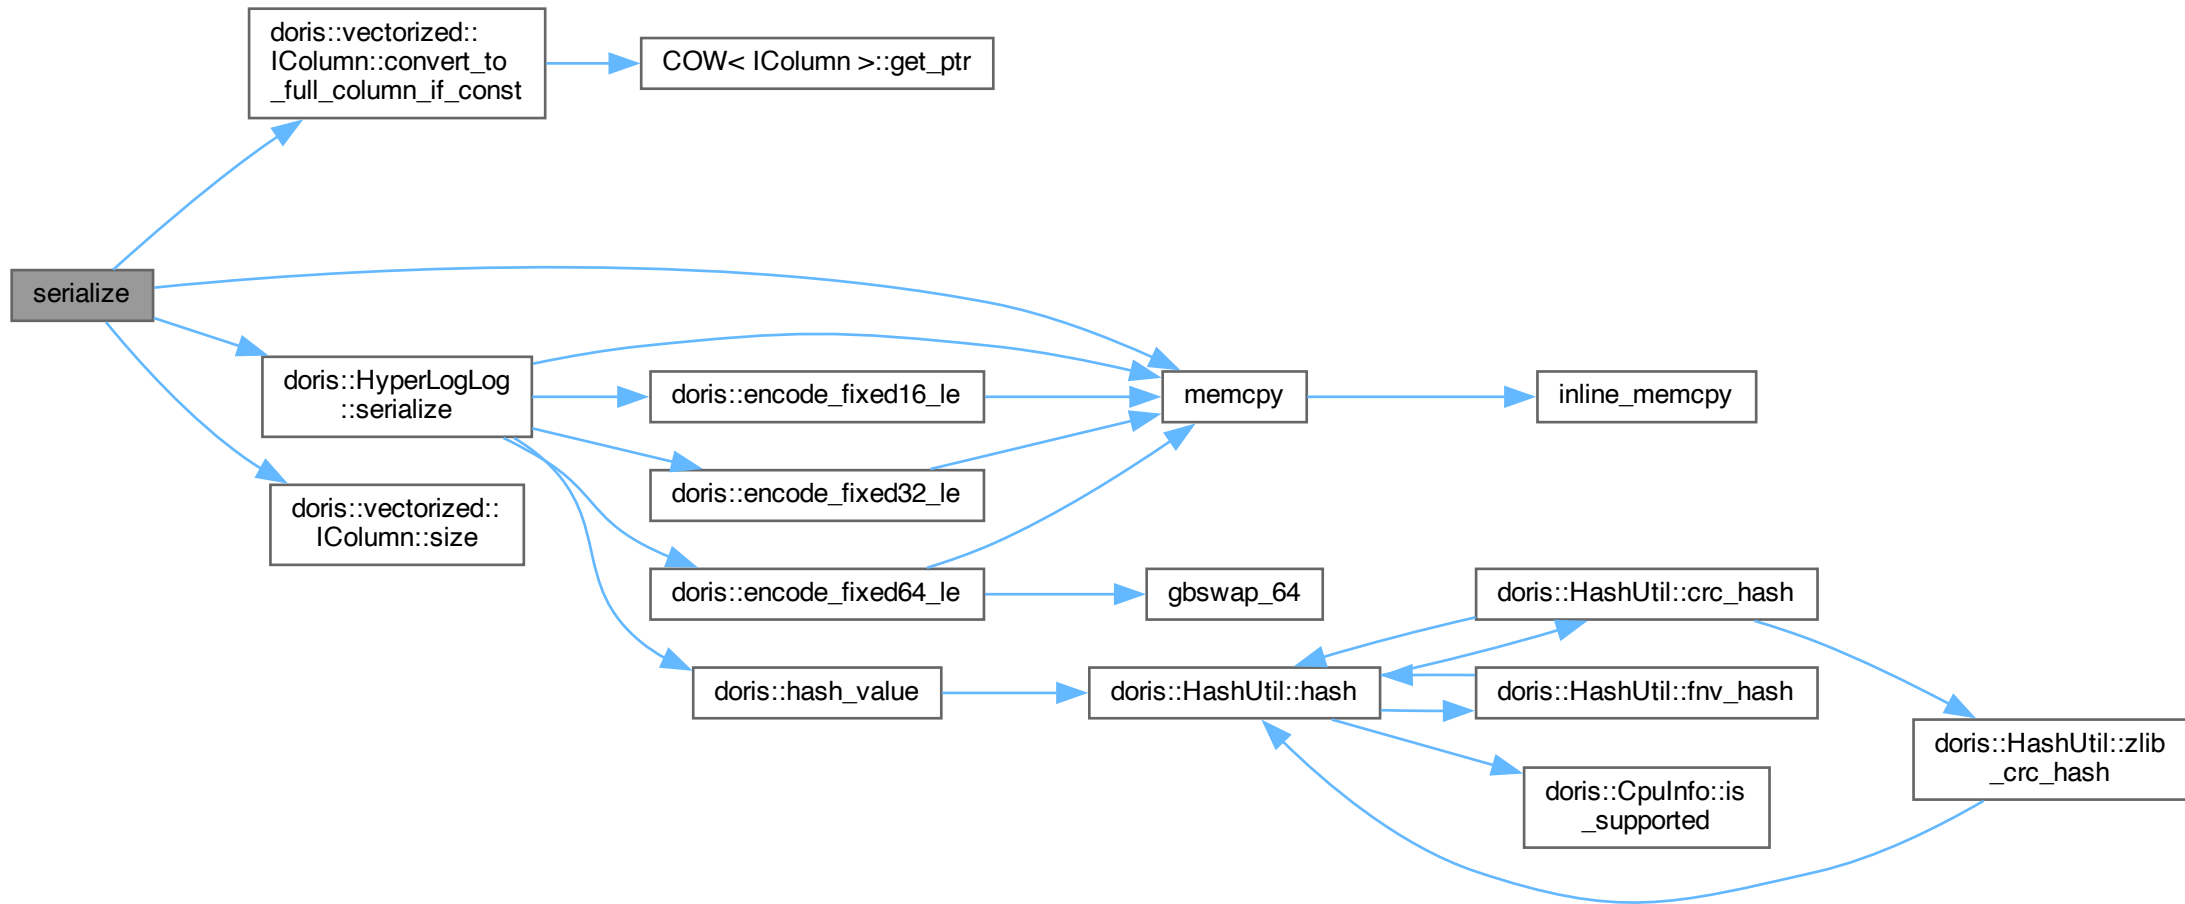 doris::vectorized::
IColumn::convert_to
_full_column_if_const
COW< IColumn >::get_ptr
serialize
doris::HyperLogLog
::serialize
doris::encode_fixed16_le
memcpy
inline_memcpy
doris::vectorized::
IColumn::size
doris::encode_fixed32_le
doris::encode_fixed64_le
gbswap_64
doris::HashUtil::crc_hash
doris::hash_value
doris::HashUtil::hash
doris::HashUtil::fnv_hash
doris::HashUtil::zlib
_crc_hash
doris::CpuInfo::is
_supported